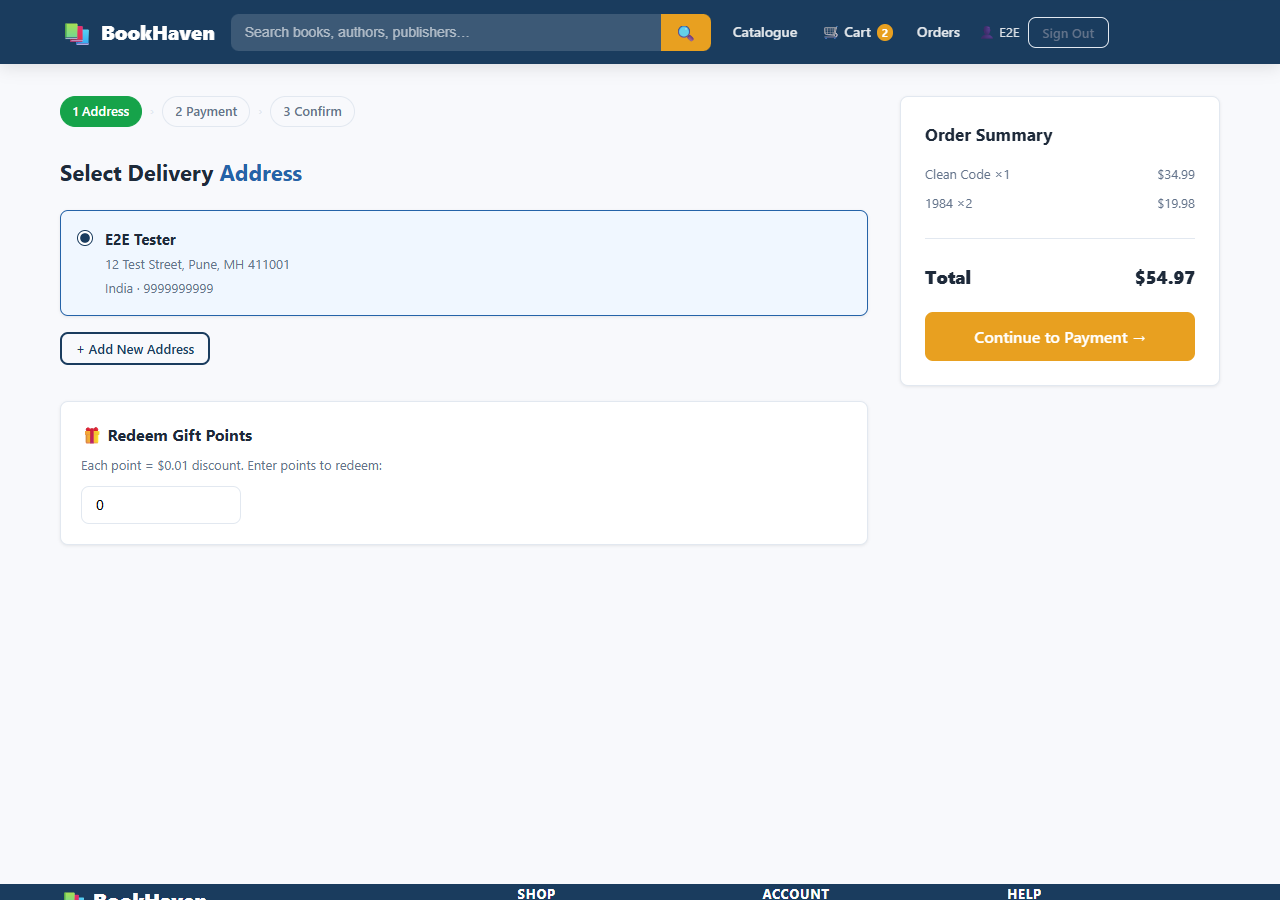 BookHaven
Search books, authors, publishers...
Catalogue
Cart 2
Orders
E2E
Sign Out
1 Address › 2 Payment › 3 Confirm
Select Delivery Address
E2E Tester
12 Test Street, Pune, MH 411001
India · 9999999999
+ Add New Address
Redeem Gift Points
Each point = $0.01 discount. Enter points to redeem:
0
Order Summary
Clean Code ×1 $34.99
1984 ×2 $19.98
Total $54.97
Continue to Payment →
BookHaven
SHOP
ACCOUNT
HELP